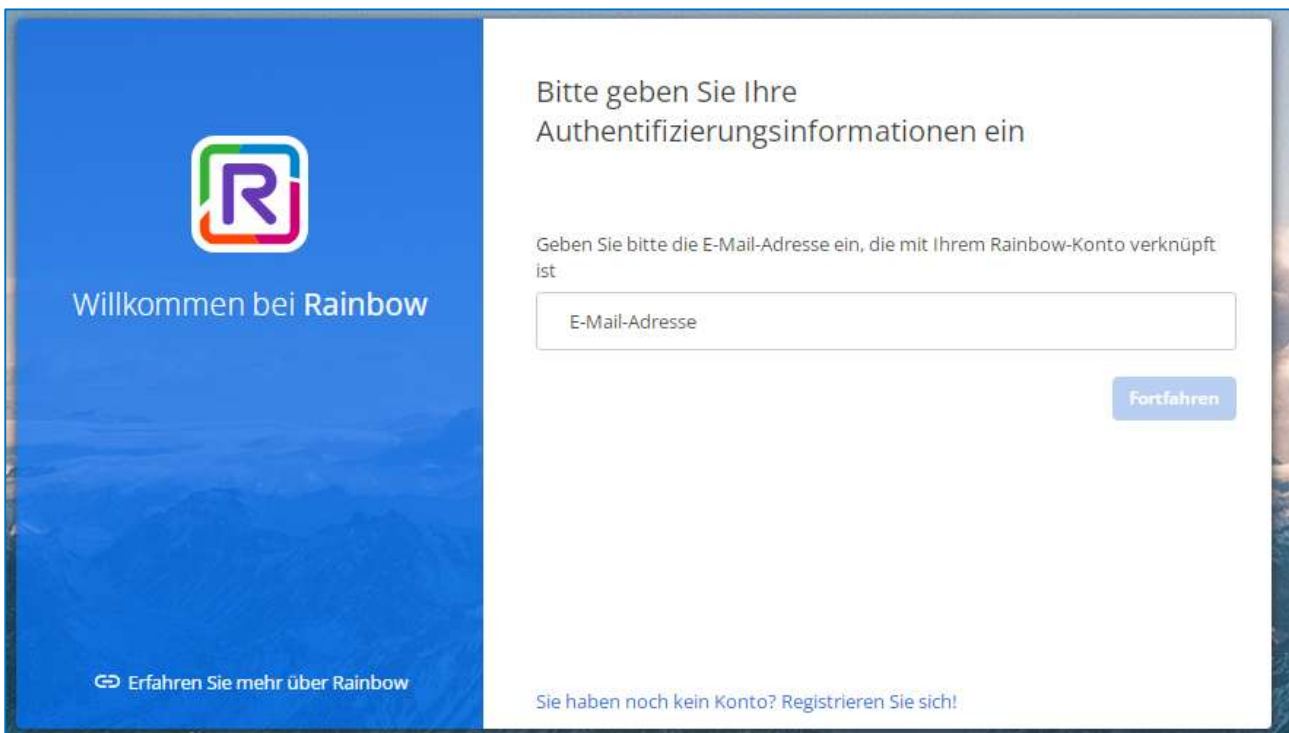 R
Willkommen bei Rainbow
Erfahren Sie mehr über Rainbow
Bitte geben Sie Ihre
Authentifizierungsinformationen ein
Geben Sie bitte die E-Mail-Adresse ein, die mit Ihrem Rainbow-Konto verknüpft
ist
E-Mail-Adresse
Fortfahren
Sie haben noch kein Konto? Registrieren Sie sich!